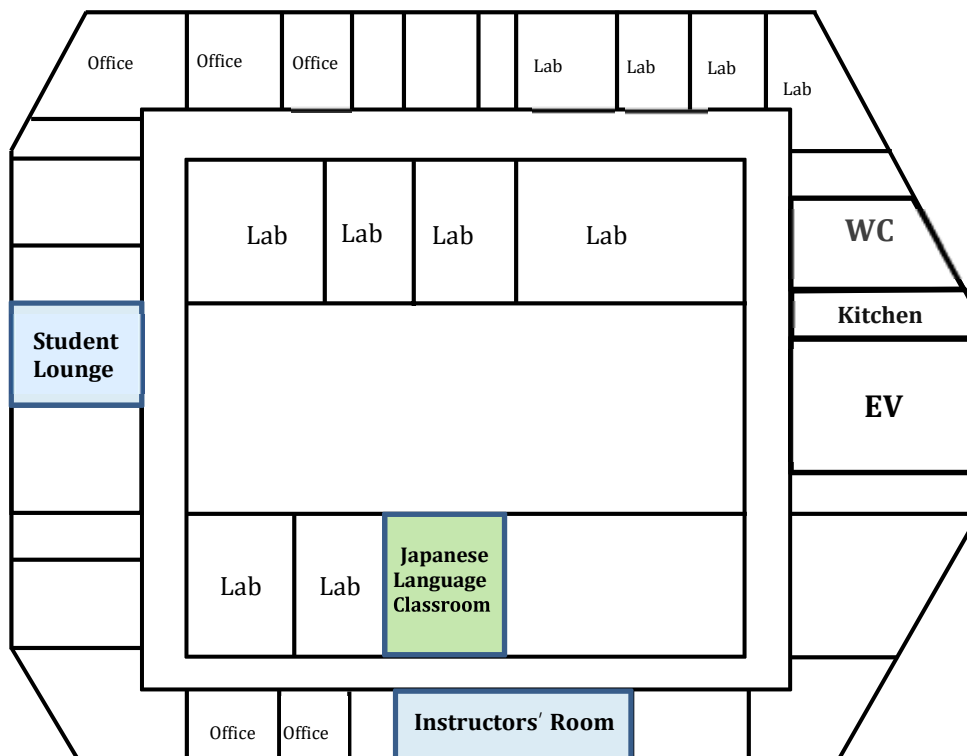 Office
Office
Office
Lab
Lab
Lab
Lab
Lab
Lab
Lab
Lab
WC
Kitchen
Student
Lounge
EV
Lab
Lab
Japanese
Language
Classroom
Office
Office
Instructors′ Room